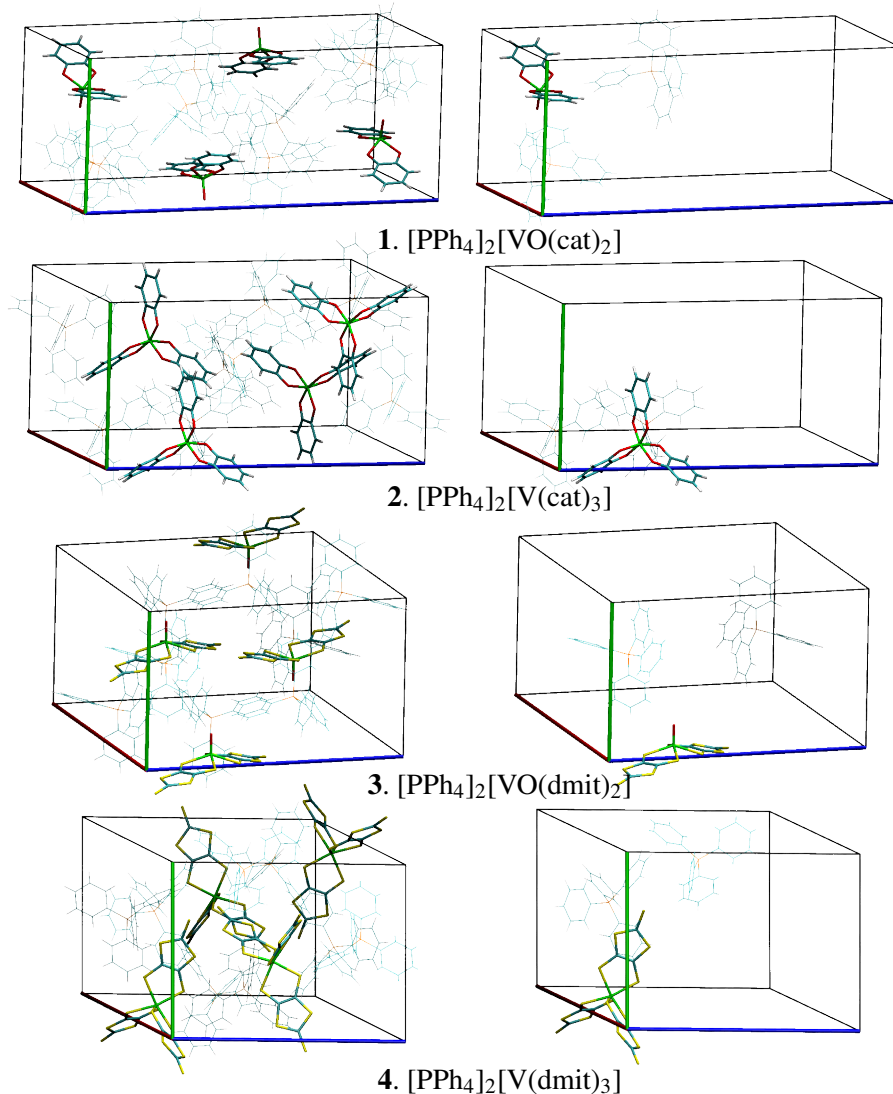 1. [PPh₄]₂[VO(cat)₂]
2. [PPh₄]₂[V(cat)₃]
3. [PPh₄]₂[VO(dmit)₂]
4. [PPh₄]₂[V(dmit)₃]